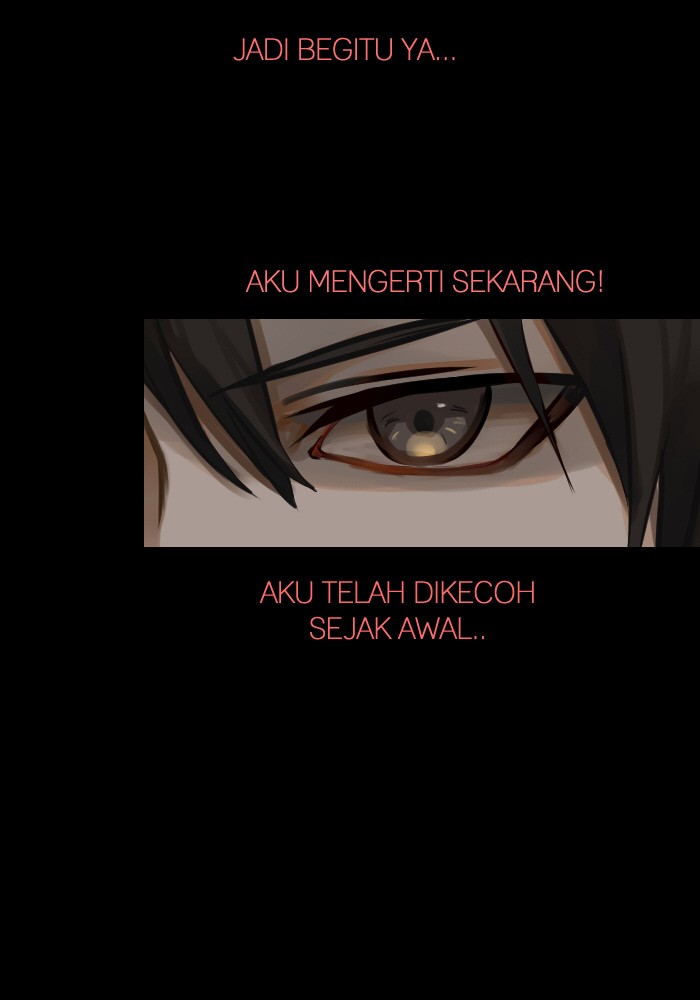 JADI BEGITU YA...
AKU MENGERTI SEKARANG!
AKU TELAH DIKECOH
SEJAK AWAL..